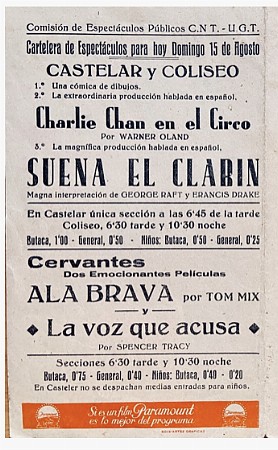 Comisión de Espectáculos Públicos C.N.T. - U.G.T.
Cartelera de Espectáculos para hoy Domingo 15 de Agosto
CASTELAR y COLISEO
1.º Una cómica de dibujos.
2.º La extraordinaria producción hablada en español,
Charlie Chan en el Circo
Por WARNER OLAND
3.º La magnífica producción hablada en español,
SUENA EL CLARIN
Magna interpretación de GEORGE RAFT y FRANCIS DRAKE
En Castelar única sección a las 6'45 de la tarde
Coliseo, 6'30 tarde y 10'30 noche
Butaca, 1'00 - General, 0'50 - Niños: Butaca, 0'50 - General, 0'25
Cervantes
Dos Emocionantes Películas
ALA BRAVA por TOM MIX
— y —
La voz que acusa
Por SPENCER TRACY
Secciones 6'30 tarde y 10'30 noche
Butaca, 0'75 - General, 0'40 - Niños: Butaca, 0'40 - 0'20
En Castelar no se despachan medias entradas para niños.
Si es un film Paramount
es lo mejor del programa